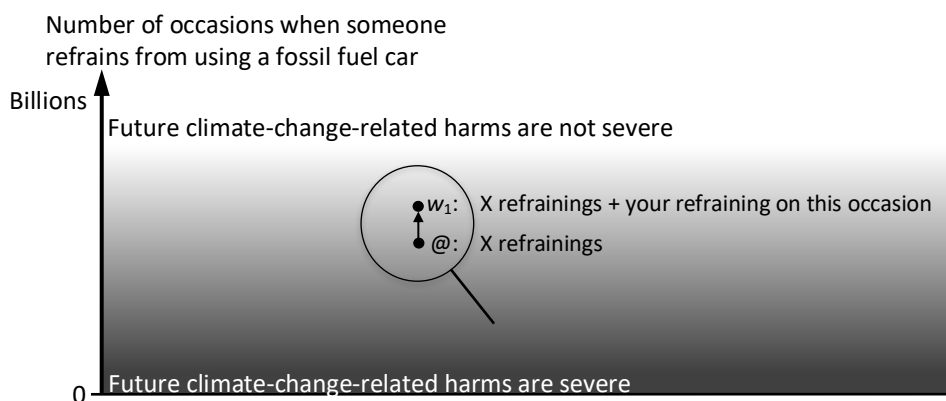 Number of occasions when someone
refrains from using a fossil fuel car
Billions
Future climate-change-related harms are not severe
w₁: X refrainings + your refraining on this occasion
@: X refrainings
Future climate-change-related harms are severe
0